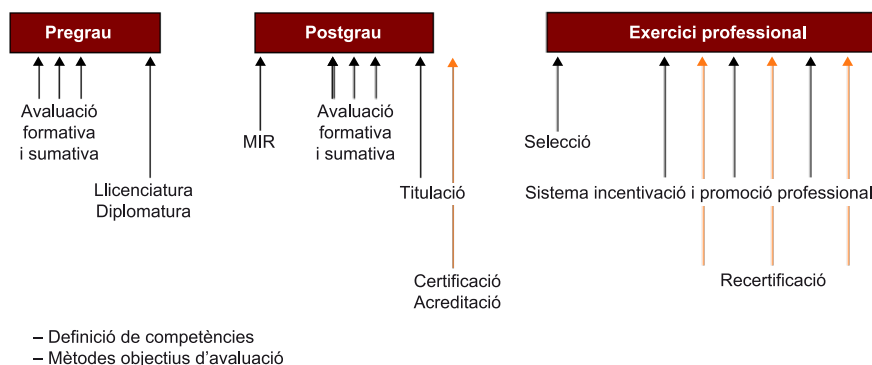 Pregrau
Postgrau
Exercici professional
Avaluació
formativa
i sumativa
Llicenciatura
Diplomatura
MIR
Avaluació
formativa
i sumativa
Titulació
Certificació
Acreditació
Selecció
Sistema incentivació i promoció professional
Recertificació
– Definició de competències
– Mètodes objectius d’avaluació